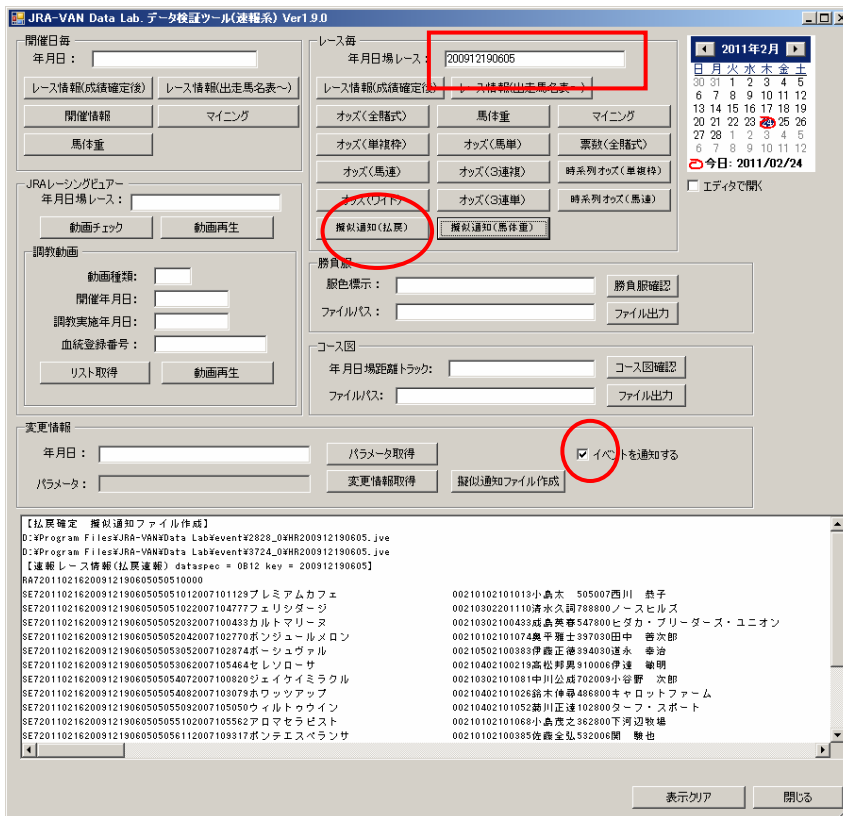 JRA-VAN Data Lab. データ検証ツール(速報系) Ver1.9.0
開催日毎
年月日：
レース情報(成績確定後) レース情報(出走馬名表～)
開催情報 マイニング
馬体重
レース毎
年月日場レース： 200912190605
レース情報(成績確定後) レース情報(出走馬名表～)
オッズ(全賭式) 馬体重 マイニング
オッズ(単複枠) オッズ(馬単) 票数(全賭式)
オッズ(馬連) オッズ(3連複) 時系列オッズ(単複枠)
オッズ(ワイド) オッズ(3連単) 時系列オッズ(馬連)
擬似通知(払戻) 擬似通知(馬体重)
2011年2月
日 月 火 水 木 金 土
30 31 1 2 3 4 5
6 7 8 9 10 11 12
13 14 15 16 17 18 19
20 21 22 23 24 25 26
27 28 1 2 3 4 5
6 7 8 9 10 11 12
今日: 2011/02/24
エディタで開く
JRAレーシングビュアー
年月日場レース：
動画チェック 動画再生
調教動画
動画種類:
開催年月日:
調教実施年月日:
血統登録番号：
リスト取得 動画再生
勝負服
服色標示： 勝負服確認
ファイルパス： ファイル出力
コース図
年月日場距離トラック: コース図確認
ファイルパス: ファイル出力
変更情報
年月日： パラメータ取得 イベントを通知する
パラメータ： 変更情報取得 擬似通知ファイル作成
【払戻確定 擬似通知ファイル作成】
D:¥Program Files¥JRA-VAN¥Data Lab¥event¥2828_0¥HR200912190605.jve
D:¥Program Files¥JRA-VAN¥Data Lab¥event¥3724_0¥HR200912190605.jve
【速報レース情報(払戻速報) dataspec = 0B12 key = 200912190605】
RA7201102162009121906050505010000
SE72011021620091219060505051012007101129プレミアムカフェ 00210102101013小島太 505007西川 恭子
SE72011021620091219060505051022007104777フェリシダージ 00210302201110清水久詞788800ノースヒルズ
SE72011021620091219060505052032007100433カルトマリーヌ 00210302100433成島英春547800ヒダカ・ブリーダーズ・ユニオン
SE72011021620091219060505052042007102770ボンジュールメロン 00210102101074奥平雅士397030田中 善次郎
SE72011021620091219060505053052007102874ボーシュヴァル 00210502100383伊藤正徳394030道永 幸治
SE72011021620091219060505053062007105464セレソローサ 00210402100219高松邦男910006伊達 敏明
SE72011021620091219060505054072007100820ジェイケイミラクル 00210302101081中川公成702009小谷野 次郎
SE72011021620091219060505054082007103079ホワッツアップ 00210402101026鈴木伸尋486800キャロットファーム
SE72011021620091219060505055092007105050ウィルトゥウイン 00210402101052菊川正達102800ターフ・スポート
SE72011021620091219060505055102007105562アロマセラピスト 00210102101068小島茂之362800下河辺牧場
SE72011021620091219060505056112007109317ボンテエスペランサ 00210102100385佐藤全弘532006関 駿也
表示クリア 閉じる